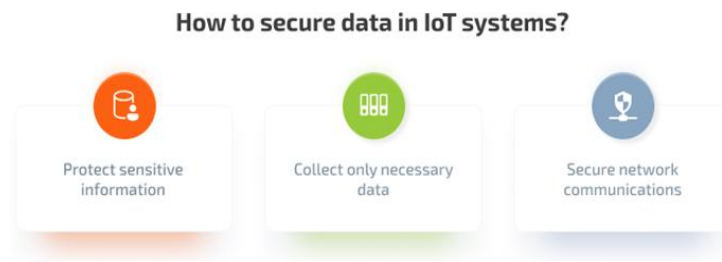 How to secure data in IoT systems?
Protect sensitive
information
Collect only necessary
data
Secure network
communications